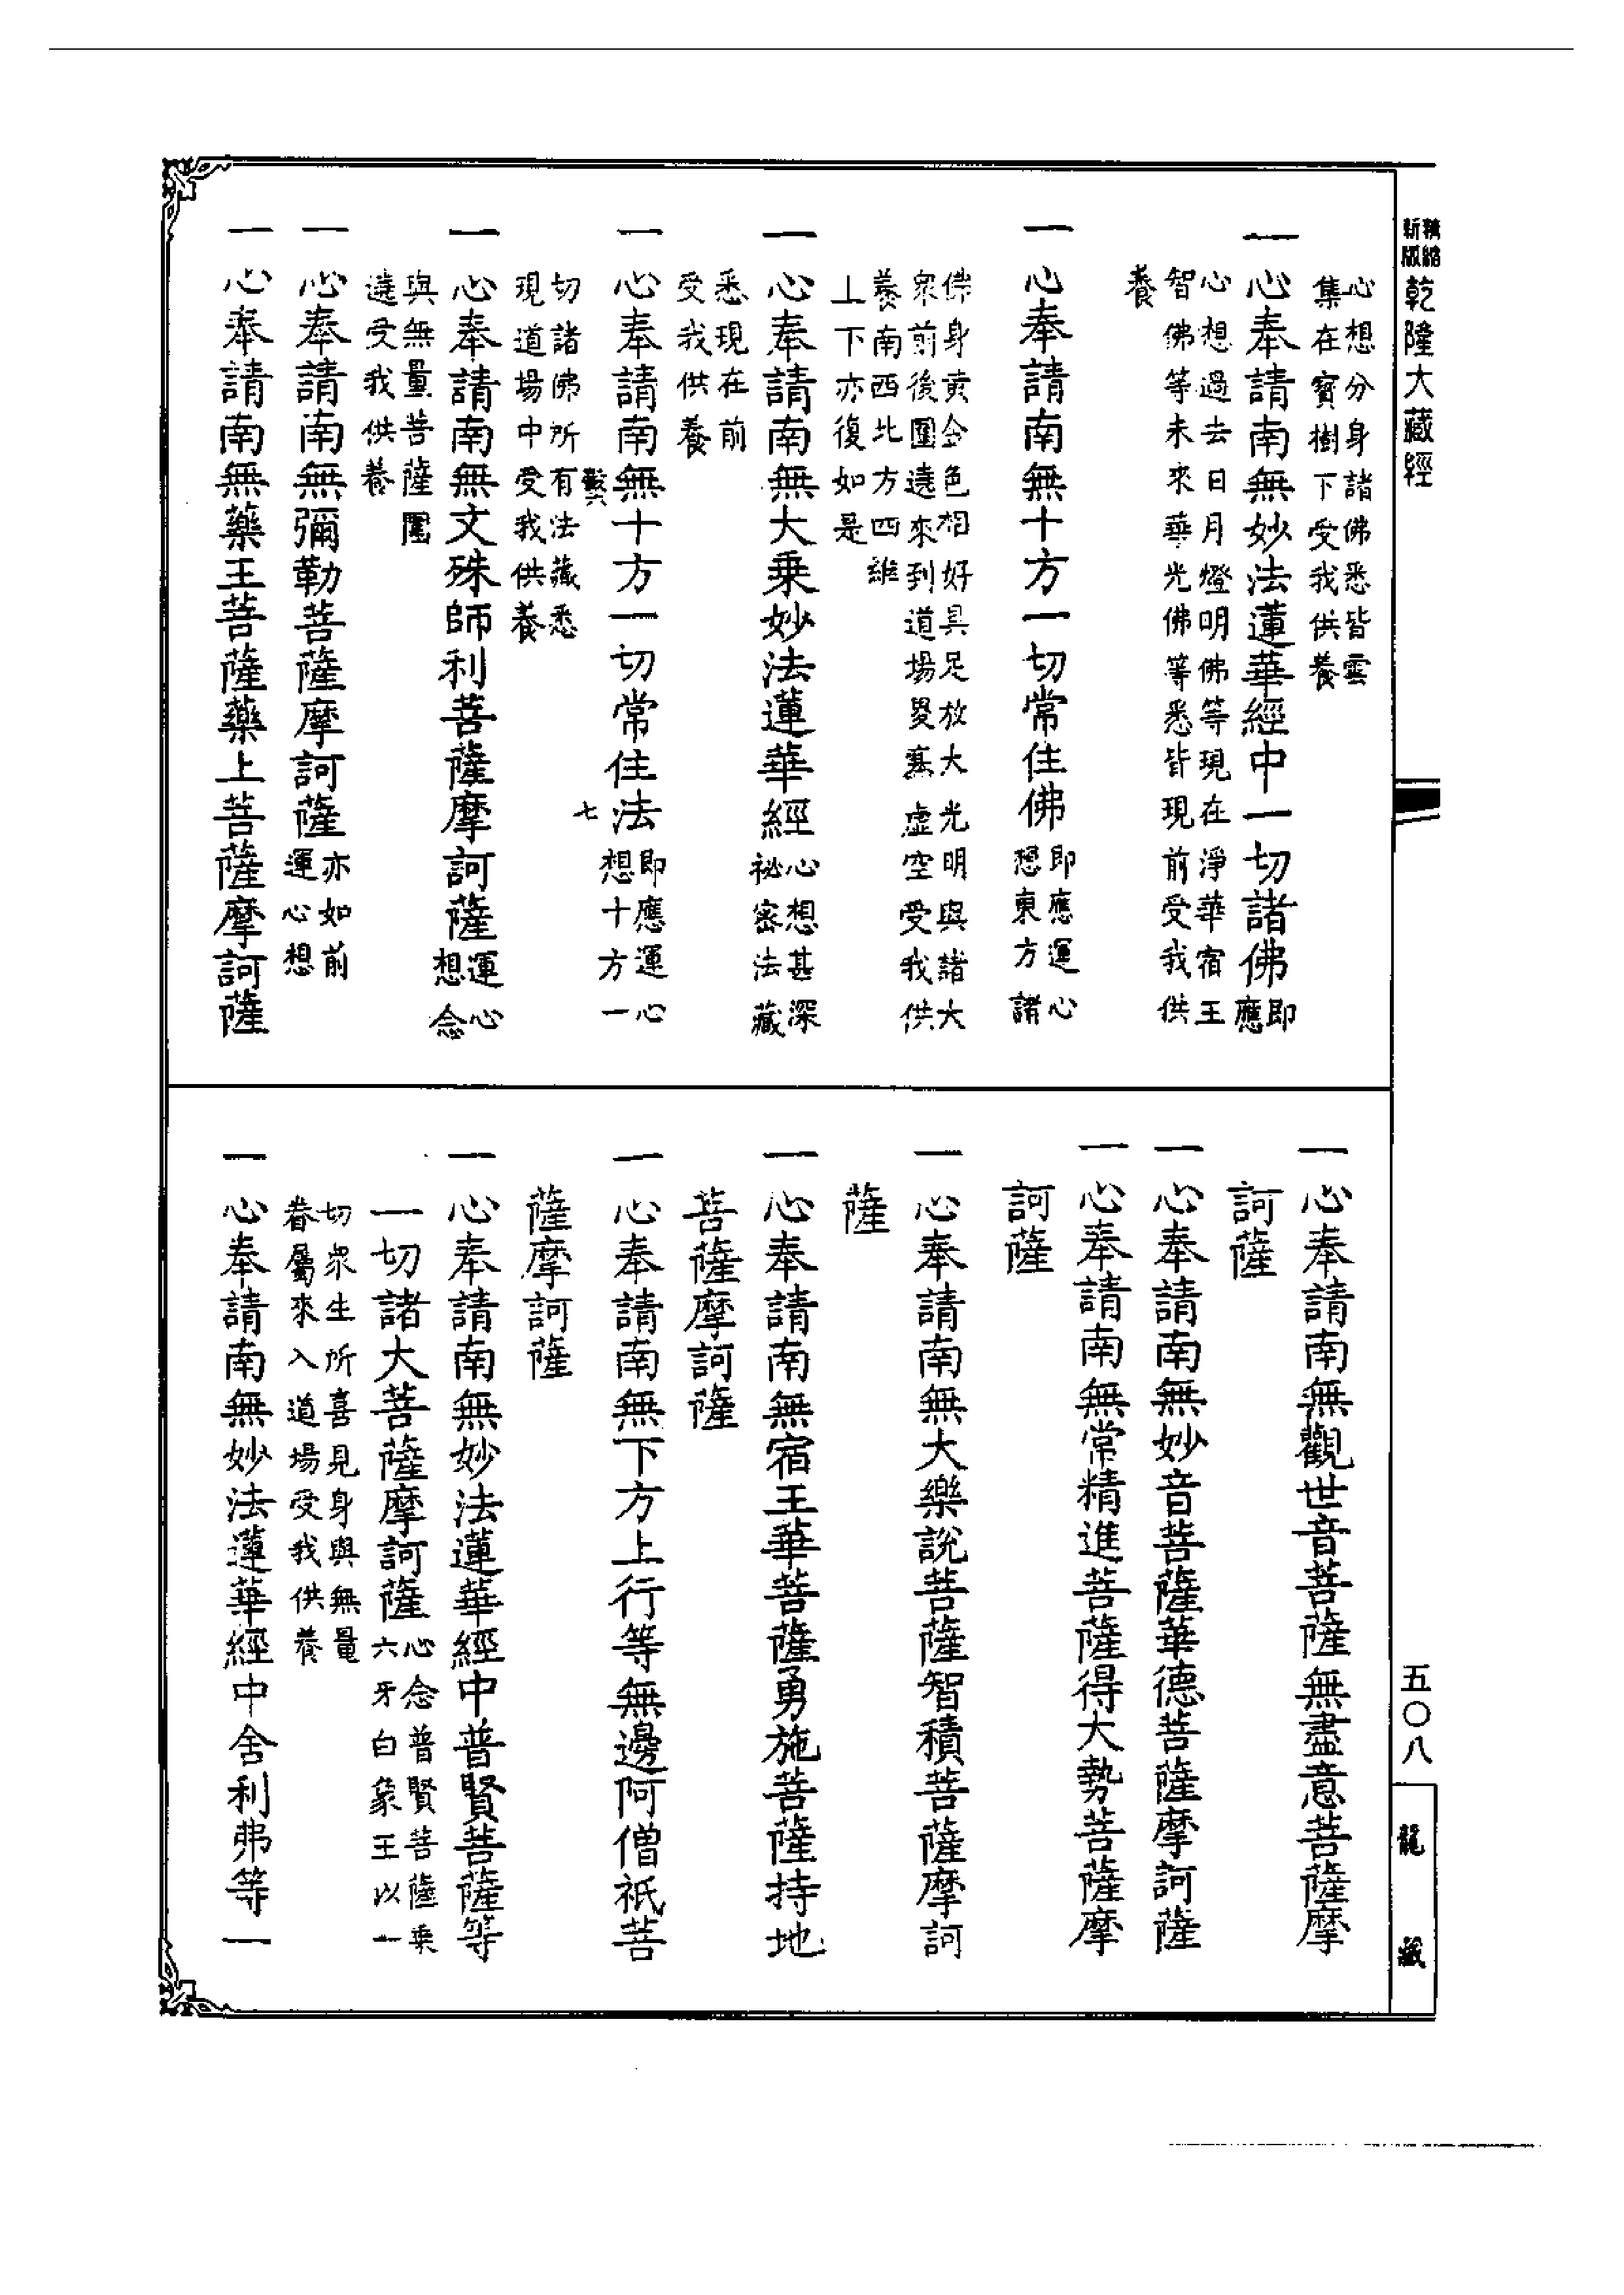 精縮新版乾隆大藏經
心想分身諸佛悉皆雲
集在寶樹下受我供養
一心奉請南無妙法蓮華經中一切諸佛即應
心想過去日月燈明佛等現在淨華宿王
智佛等未來華光佛等悉皆現前受我供
養
一心奉請南無十方一切常住佛即應運心想東方諸
佛身黃金色相好具足放大光明與諸大
眾前後圍遶來到道場畟塞虛空受我供
養南西北方四維
上下亦復如是
一心奉請南無大乘妙法蓮華經心想甚深祕密法藏
悉現在前
受我供養
一心奉請南無十方一切常住法即應運心想十方一
七
切諸佛所有法藏悉
現道場中受我供養
一心奉請南無文殊師利菩薩摩訶薩運心想念
與無量菩薩圍
遶受我供養
一心奉請南無彌勒菩薩摩訶薩亦如前運心想
一心奉請南無藥王菩薩藥上菩薩摩訶薩
一心奉請南無觀世音菩薩無盡意菩薩摩
訶薩
一心奉請南無妙音菩薩華德菩薩摩訶薩
一心奉請南無常精進菩薩得大勢菩薩摩
訶薩
一心奉請南無大樂說菩薩智積菩薩摩訶
薩
一心奉請南無宿王華菩薩勇施菩薩持地
菩薩摩訶薩
一心奉請南無下方上行等無邊阿僧祇菩
薩摩訶薩
一心奉請南無妙法蓮華經中普賢菩薩等
一切諸大菩薩摩訶薩心念普賢菩薩乘六牙白象王以一
切眾生所喜見身與無量
眷屬來入道場受我供養
一心奉請南無妙法蓮華經中舍利弗等一
五〇八
龍藏